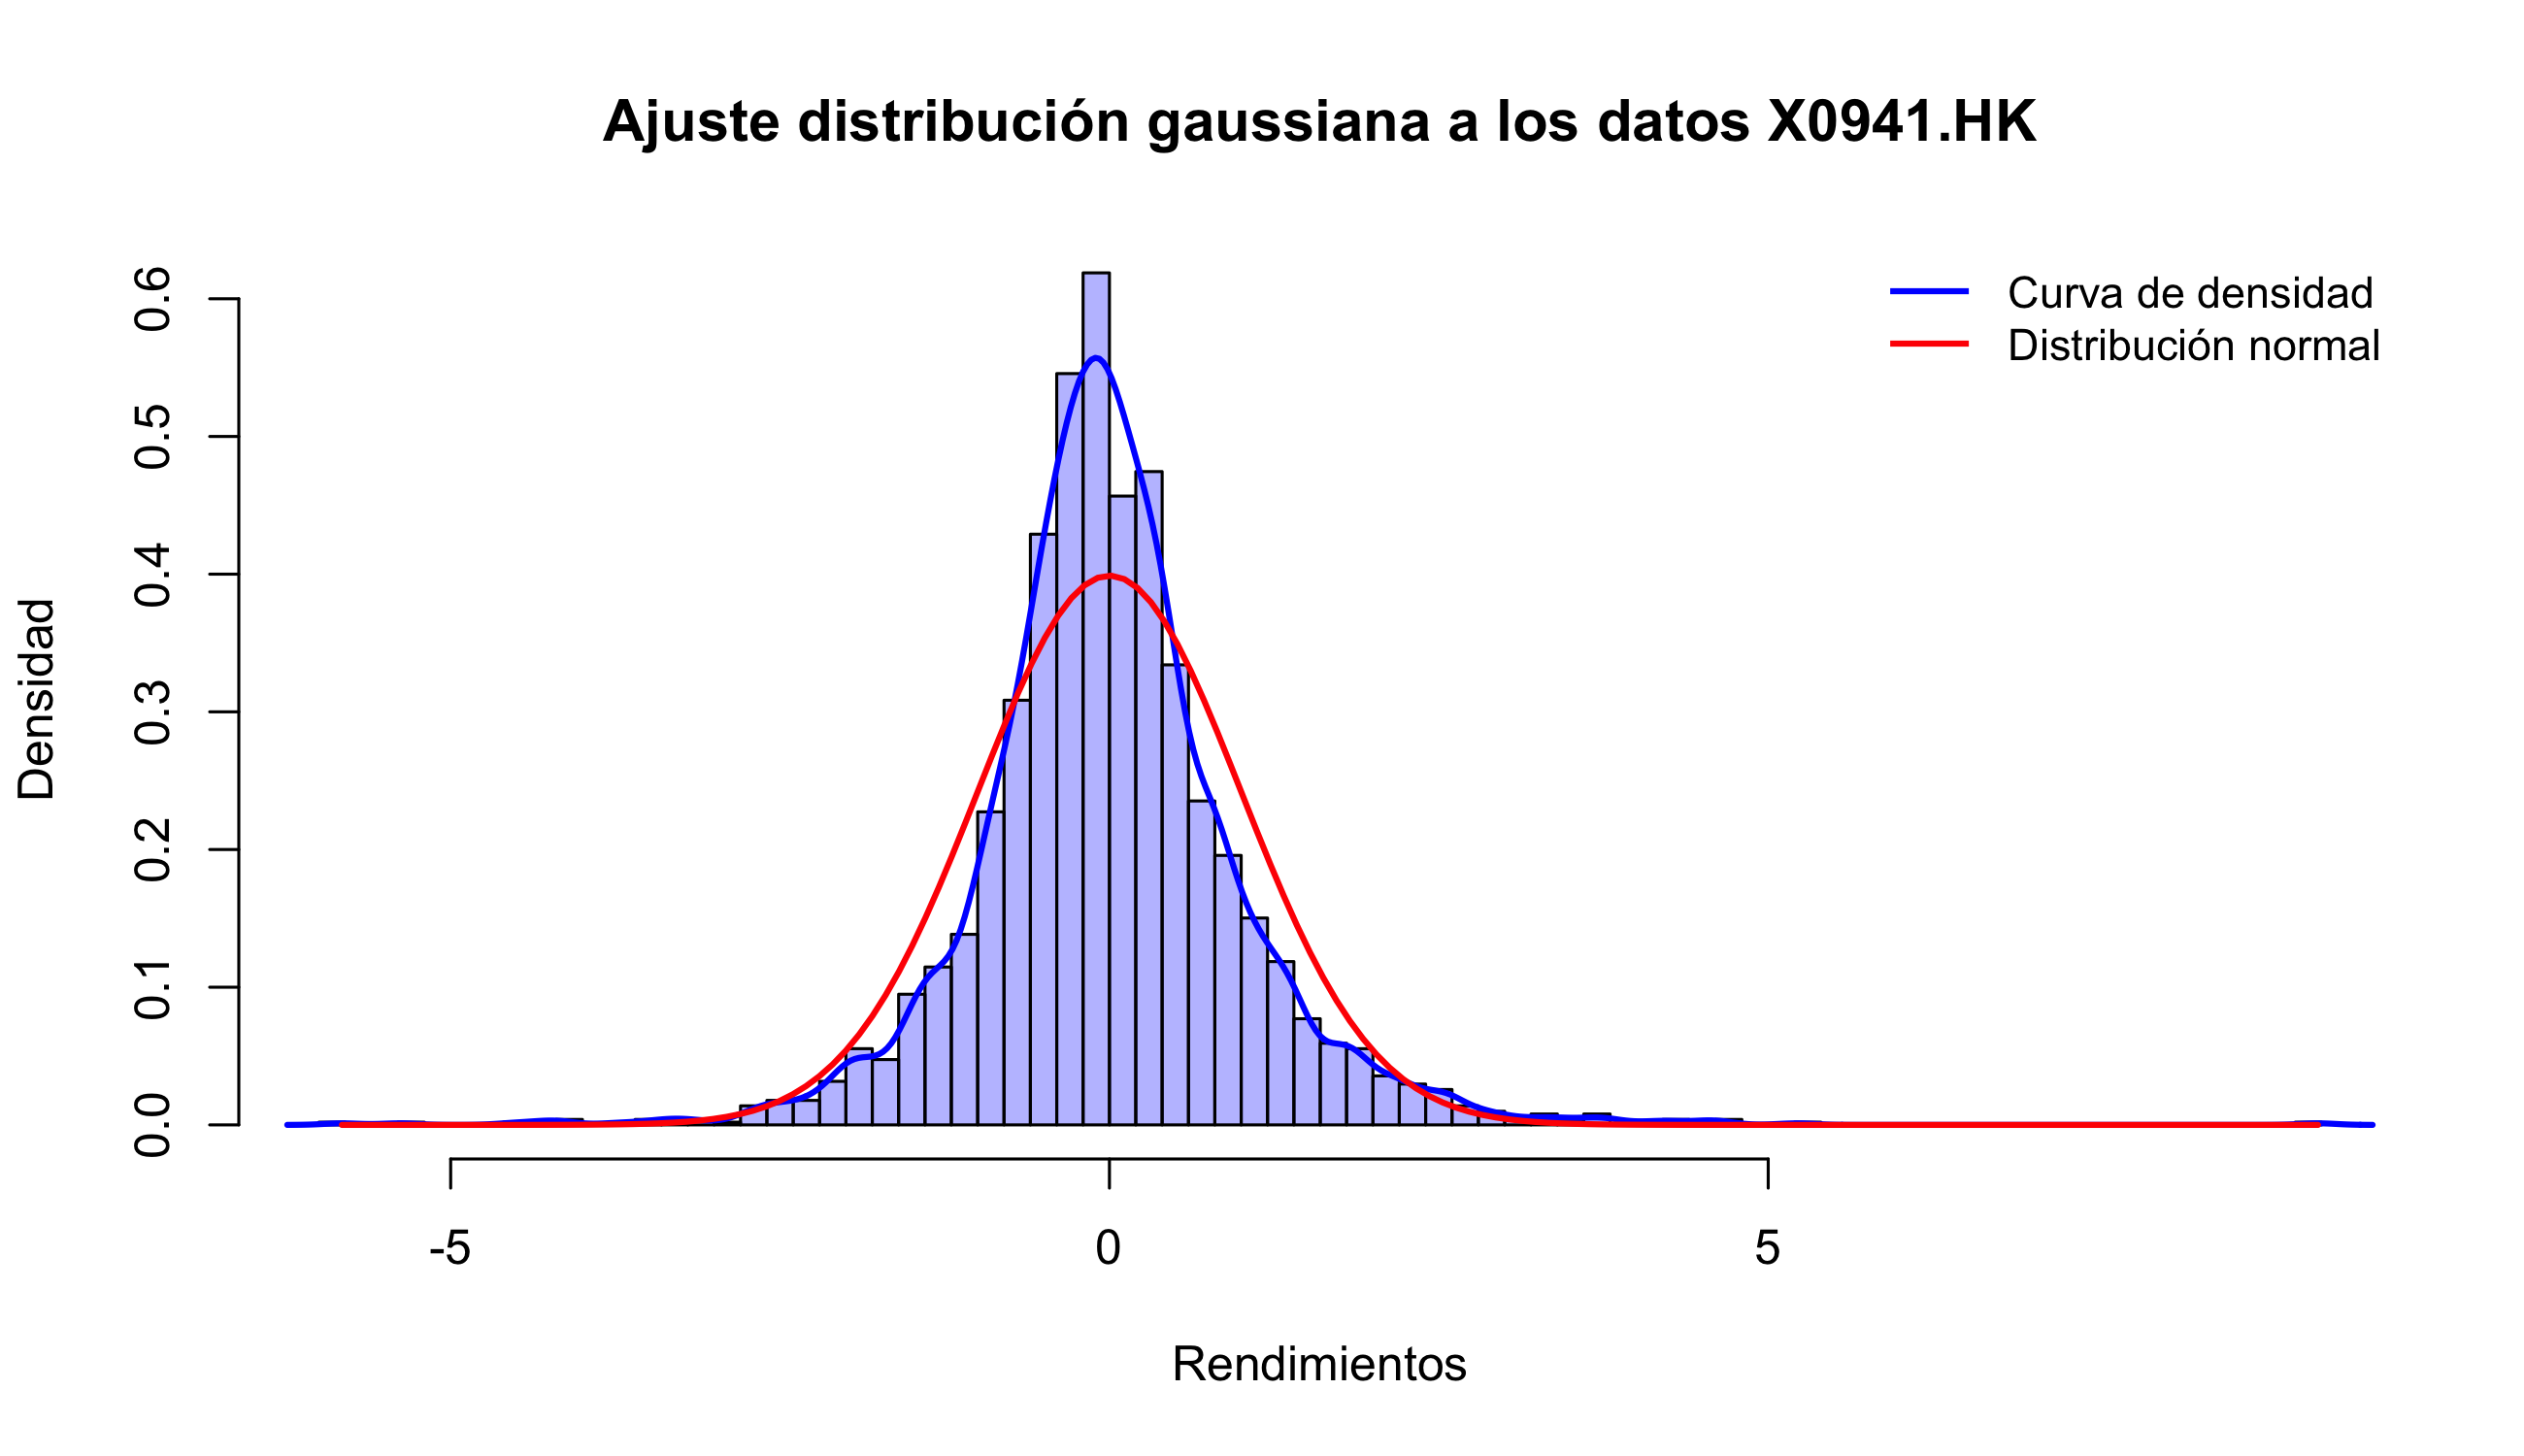 Ajuste distribución gaussiana a los datos X0941.HK
Curva de densidad
Distribución normal
Densidad
0.6
0.5
0.4
0.3
0.2
0.1
0.0
-5
0
5
Rendimientos